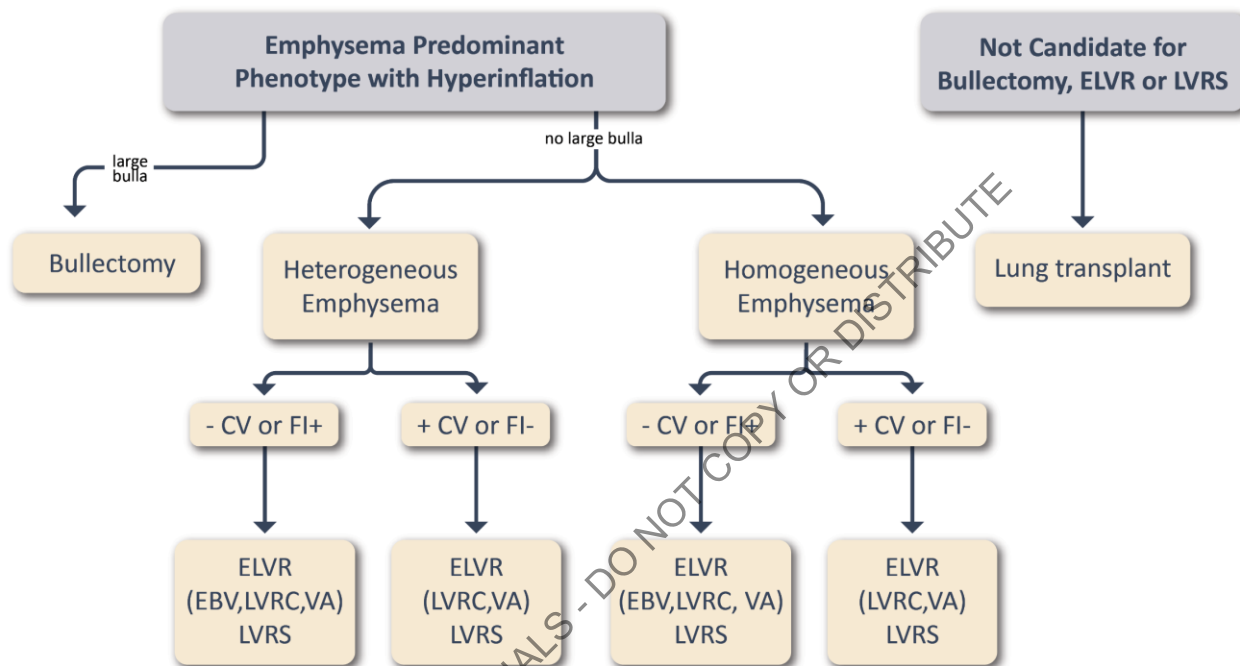 Emphysema Predominant
Phenotype with Hyperinflation
Not Candidate for
Bullectomy, ELVR or LVRS
large
bulla
no large bulla
Bullectomy
Heterogeneous
Emphysema
Homogeneous
Emphysema
Lung transplant
- CV or FI+
+ CV or FI-
- CV or FI+
+ CV or FI-
ELVR
(EBV,LVRC,VA)
LVRS
ELVR
(LVRC,VA)
LVRS
ELVR
(EBV,LVRC, VA)
LVRS
ELVR
(LVRC,VA)
LVRS
- DO NOT COPY OR DISTRIBUTE